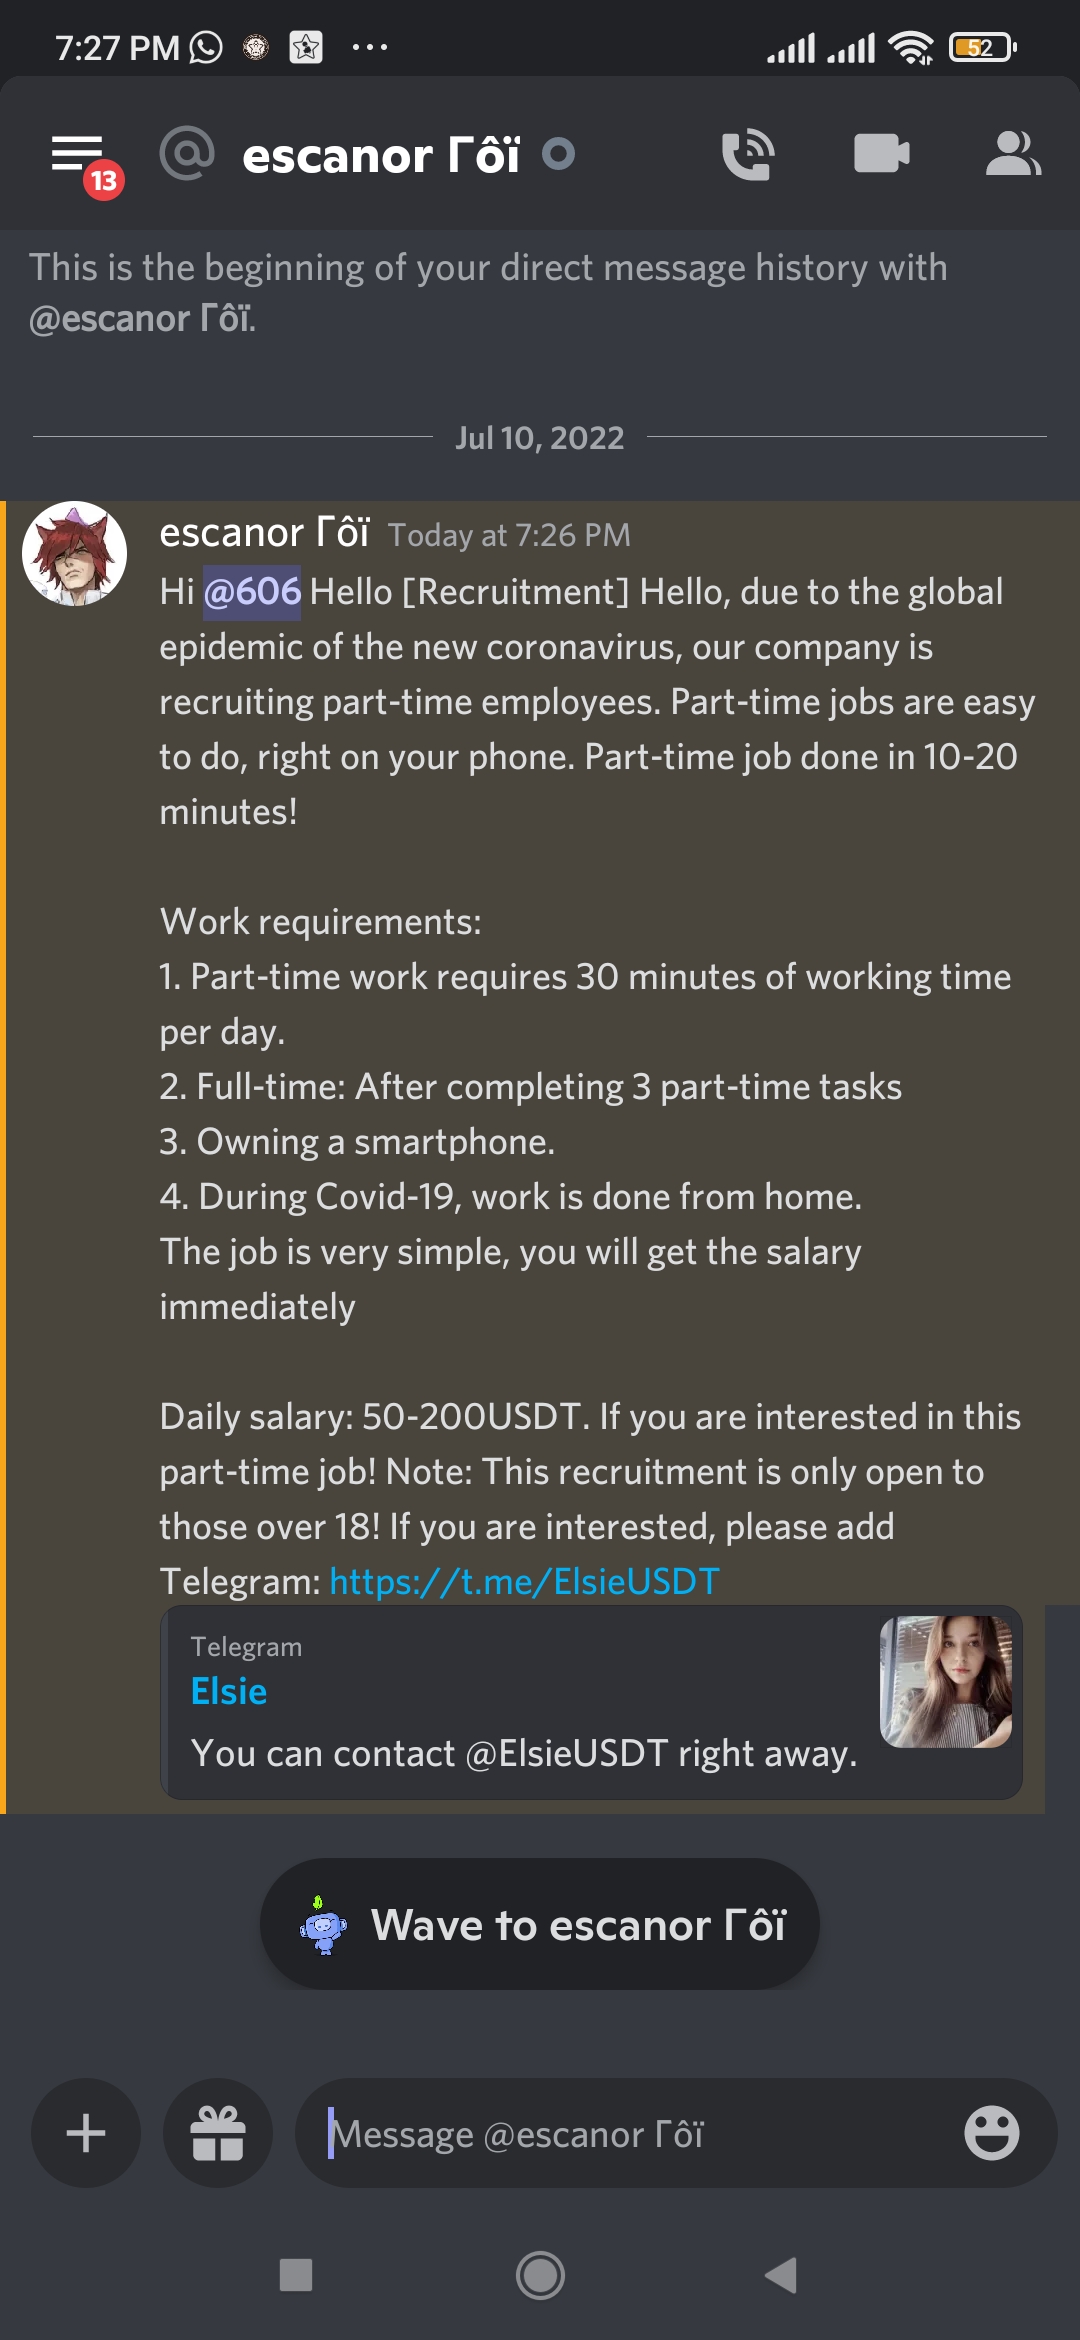 7:27 PM
52
13
@ escanor Γôï
This is the beginning of your direct message history with
@escanor Γôï.
Jul 10, 2022
escanor Γôï Today at 7:26 PM
Hi @606 Hello [Recruitment] Hello, due to the global
epidemic of the new coronavirus, our company is
recruiting part-time employees. Part-time jobs are easy
to do, right on your phone. Part-time job done in 10-20
minutes!
Work requirements:
1. Part-time work requires 30 minutes of working time
per day.
2. Full-time: After completing 3 part-time tasks
3. Owning a smartphone.
4. During Covid-19, work is done from home.
The job is very simple, you will get the salary
immediately
Daily salary: 50-200USDT. If you are interested in this
part-time job! Note: This recruitment is only open to
those over 18! If you are interested, please add
Telegram: https://t.me/ElsieUSDT
Telegram
Elsie
You can contact @ElsieUSDT right away.
Wave to escanor Γôï
Message @escanor Γôï